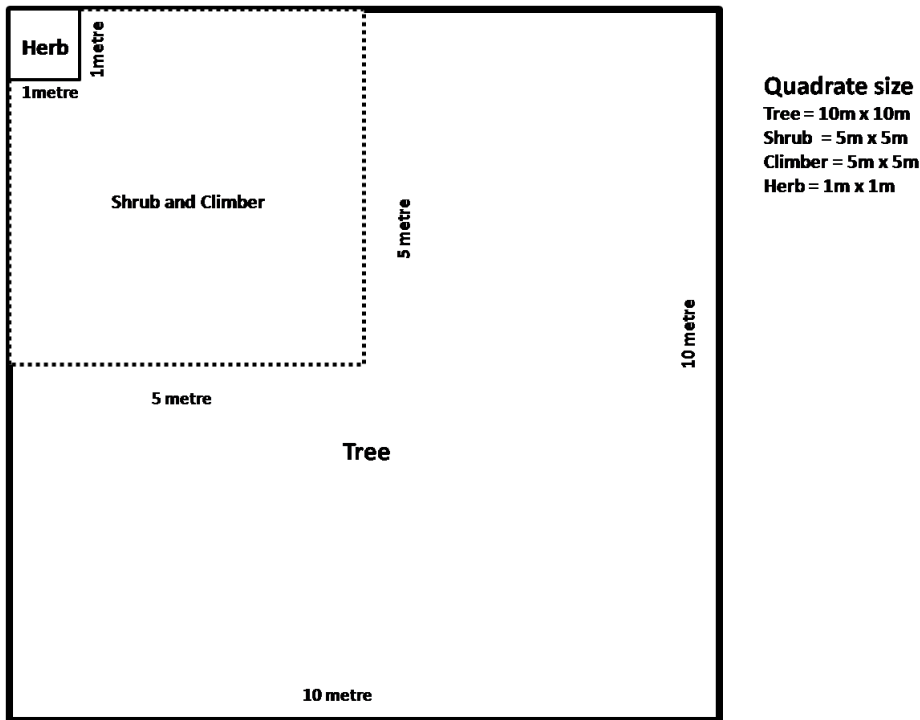 Herb
1metre
1metre
Shrub and Climber
5 metre
5 metre
Tree
10 metre
10 metre
Quadrate size
Tree = 10m x 10m
Shrub = 5m x 5m
Climber = 5m x 5m
Herb = 1m x 1m